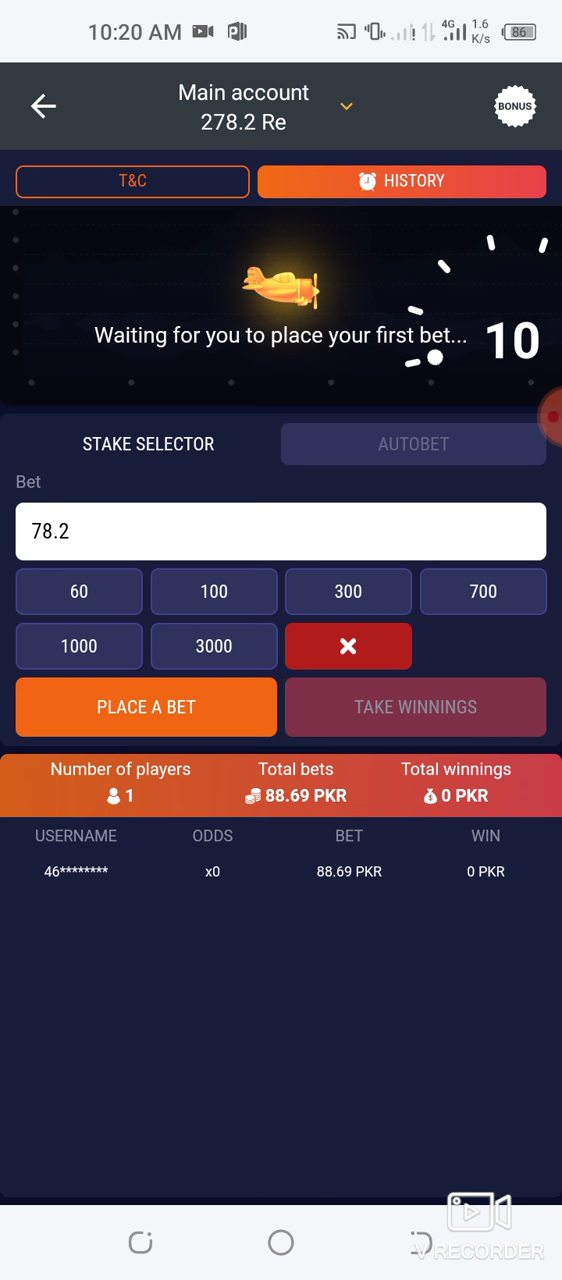 10:20 AM
4G 1.6 K/s 86
Main account
278.2 Re
BONUS
T&C
HISTORY
Waiting for you to place your first bet...
10
STAKE SELECTOR
AUTOBET
Bet
78.2
60 100 300 700
1000 3000
PLACE A BET
TAKE WINNINGS
Number of players Total bets Total winnings
1 88.69 PKR 0 PKR
USERNAME ODDS BET WIN
46******** x0 88.69 PKR 0 PKR
V RECORDER